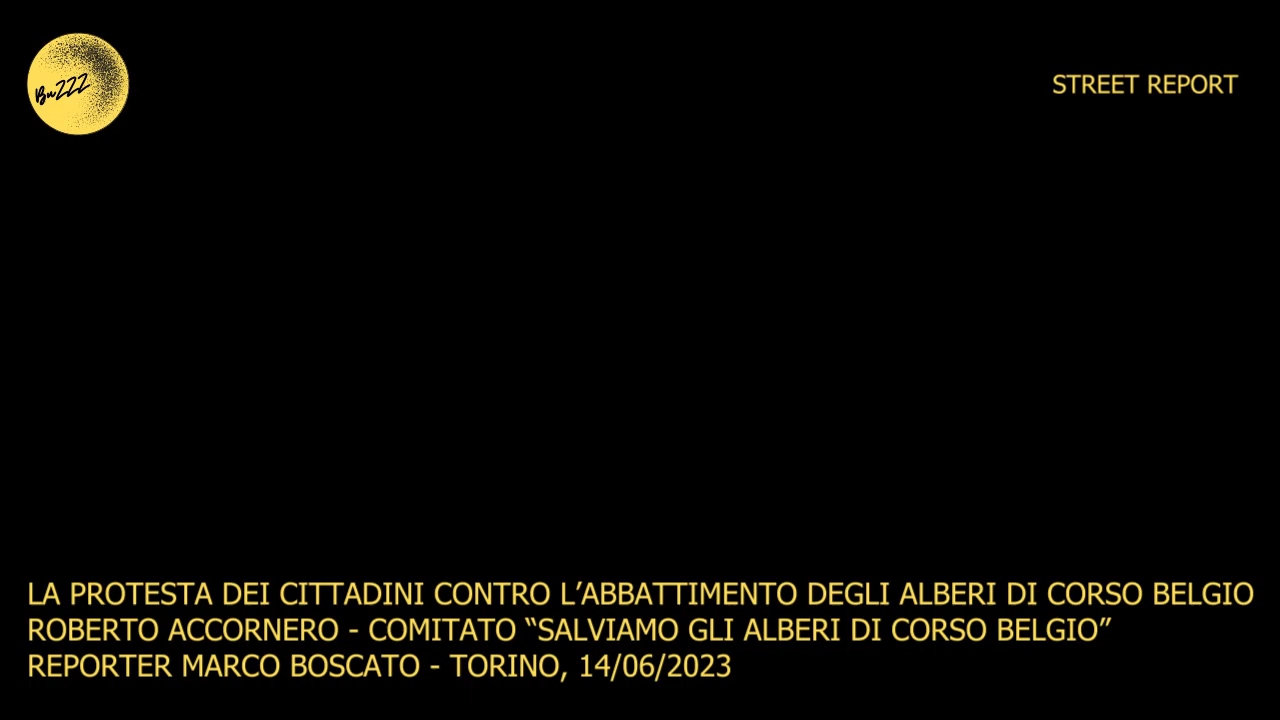 BuZZZ
STREET REPORT
LA PROTESTA DEI CITTADINI CONTRO L’ABBATTIMENTO DEGLI ALBERI DI CORSO BELGIO
ROBERTO ACCORNERO - COMITATO “SALVIAMO GLI ALBERI DI CORSO BELGIO”
REPORTER MARCO BOSCATO - TORINO, 14/06/2023